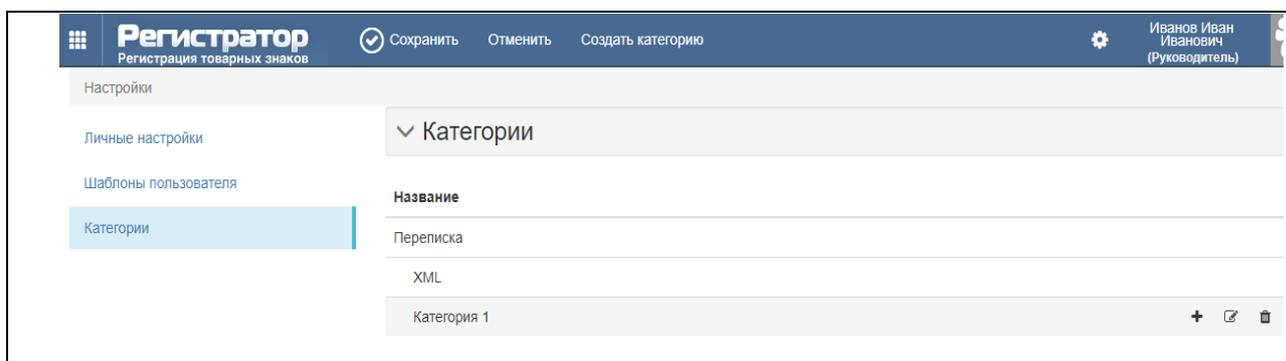 Регистратор
Регистрация товарных знаков
Сохранить Отменить Создать категорию
Иванов Иван
Иванович
(Руководитель)
Настройки
Личные настройки
Шаблоны пользователя
Категории
Категории
Название
Переписка
XML
Категория 1